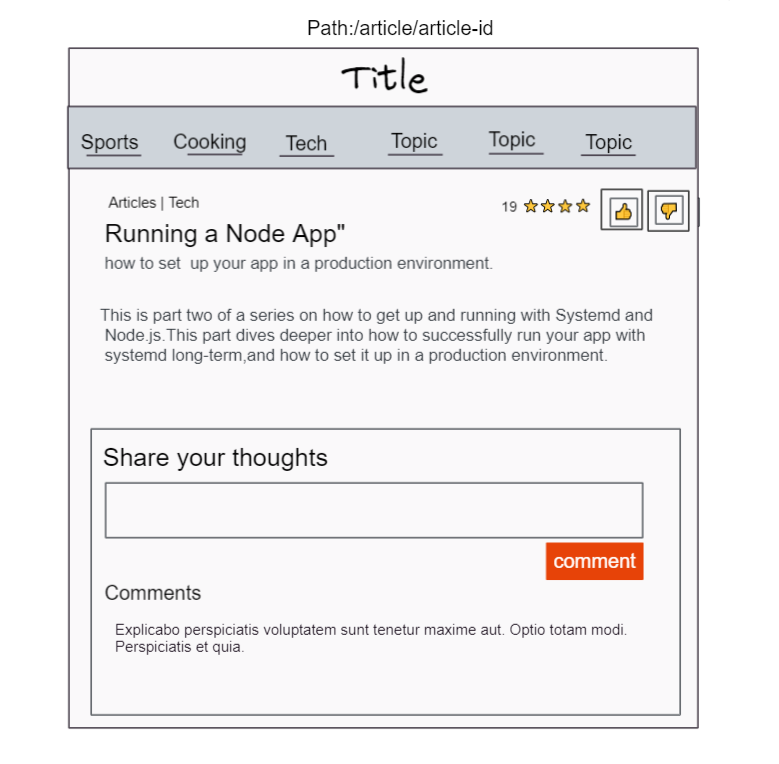 Path:/article/article-id
Title
Sports Cooking Tech Topic Topic Topic
Articles | Tech
19
Running a Node App"
how to set  up your app in a production environment.
This is part two of a series on how to get up and running with Systemd and
Node.js.This part dives deeper into how to successfully run your app with
systemd long-term,and how to set it up in a production environment.
Share your thoughts
comment
Comments
Explicabo perspiciatis voluptatem sunt tenetur maxime aut. Optio totam modi.
Perspiciatis et quia.